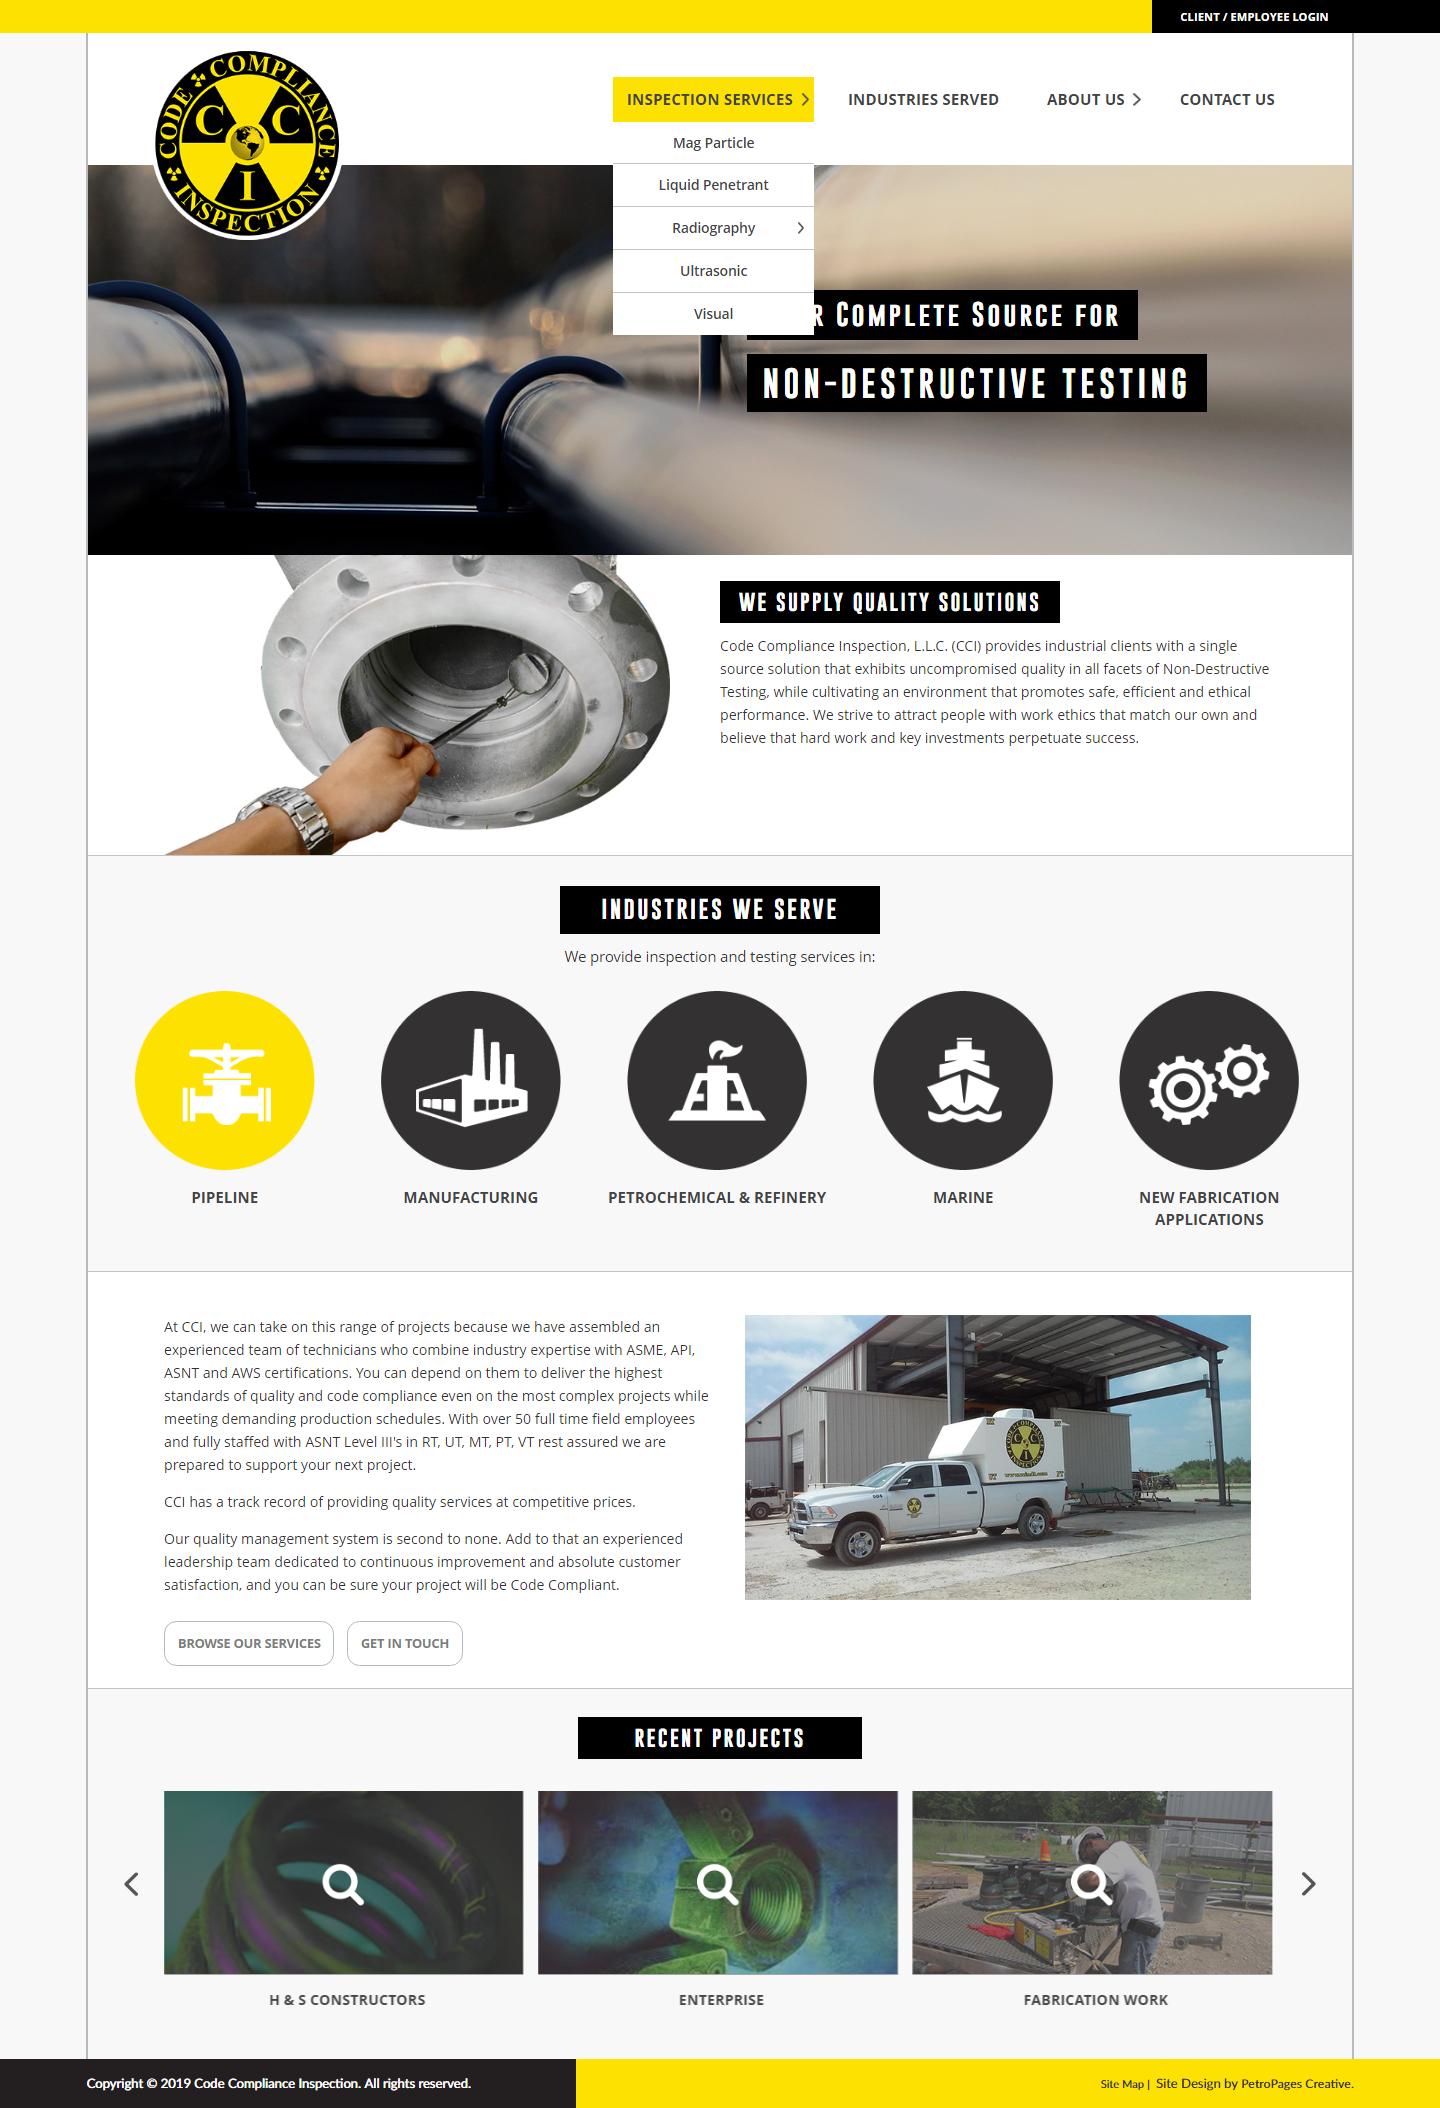 CLIENT / EMPLOYEE LOGIN
CODE COMPLIANCE
C C
I
INSPECTION
INSPECTION SERVICES
INDUSTRIES SERVED
ABOUT US
CONTACT US
Mag Particle
Liquid Penetrant
Radiography
Ultrasonic
Visual
R COMPLETE SOURCE FOR
NON-DESTRUCTIVE TESTING
WE SUPPLY QUALITY SOLUTIONS
Code Compliance Inspection, L.L.C. (CCI) provides industrial clients with a single
source solution that exhibits uncompromised quality in all facets of Non-Destructive
Testing, while cultivating an environment that promotes safe, efficient and ethical
performance. We strive to attract people with work ethics that match our own and
believe that hard work and key investments perpetuate success.
INDUSTRIES WE SERVE
We provide inspection and testing services in:
PIPELINE
MANUFACTURING
PETROCHEMICAL & REFINERY
MARINE
NEW FABRICATION
APPLICATIONS
At CCI, we can take on this range of projects because we have assembled an
experienced team of technicians who combine industry expertise with ASME, API,
ASNT and AWS certifications. You can depend on them to deliver the highest
standards of quality and code compliance even on the most complex projects while
meeting demanding production schedules. With over 50 full time field employees
and fully staffed with ASNT Level III's in RT, UT, MT, PT, VT rest assured we are
prepared to support your next project.
CCI has a track record of providing quality services at competitive prices.
Our quality management system is second to none. Add to that an experienced
leadership team dedicated to continuous improvement and absolute customer
satisfaction, and you can be sure your project will be Code Compliant.
BROWSE OUR SERVICES
GET IN TOUCH
RECENT PROJECTS
H & S CONSTRUCTORS
ENTERPRISE
FABRICATION WORK
Copyright © 2019 Code Compliance Inspection. All rights reserved.
Site Map | Site Design by PetroPages Creative.